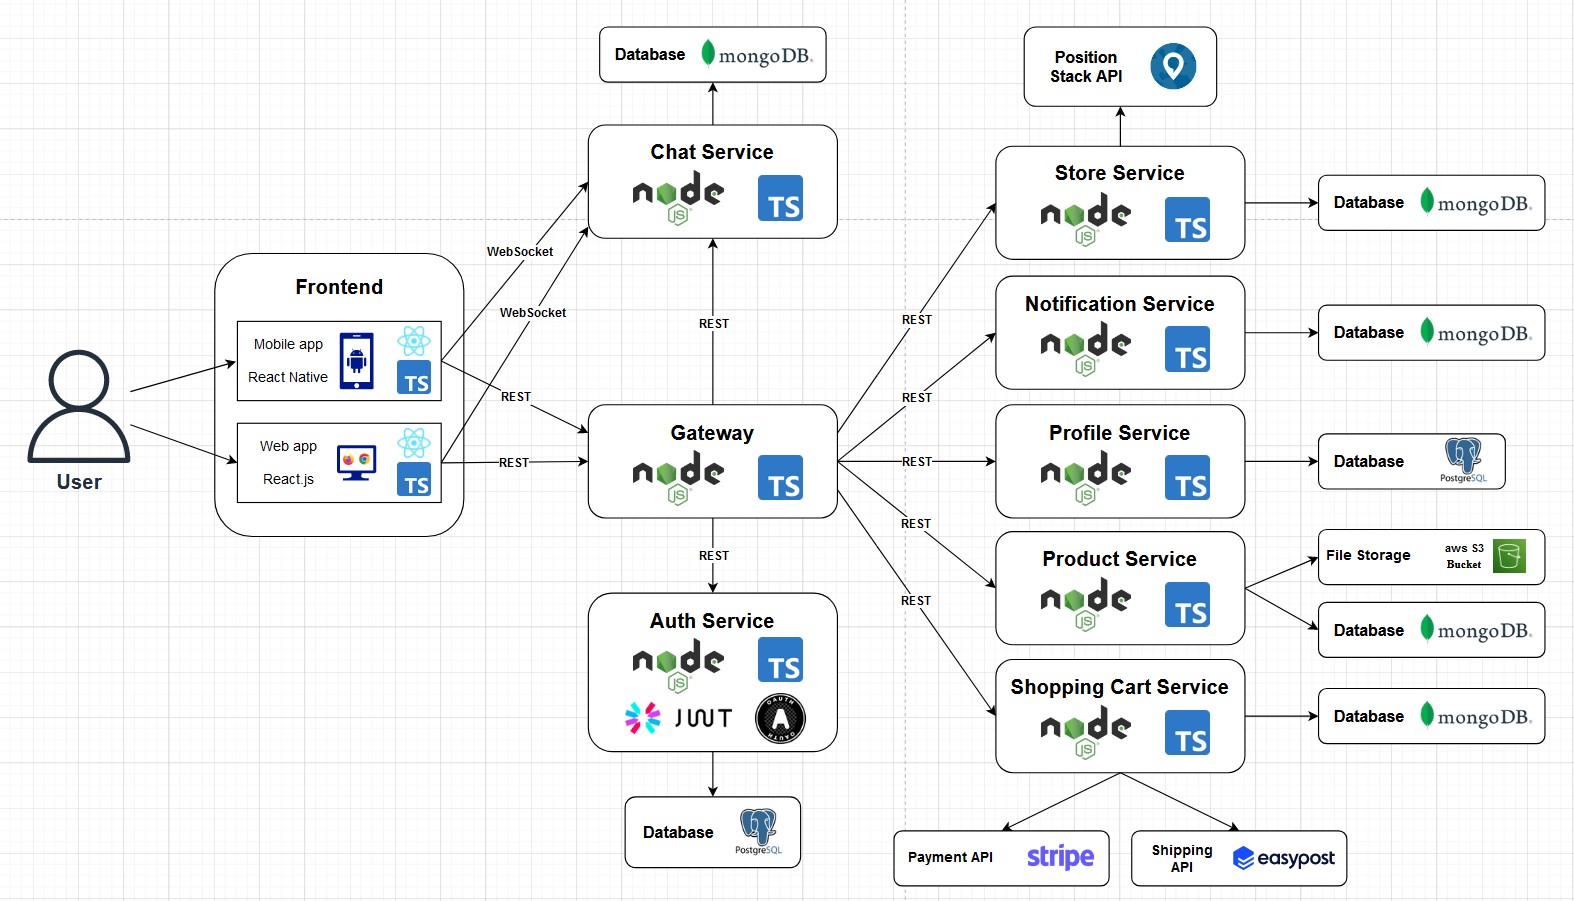 Database mongoDB.
Position
Stack API
Chat Service
node
JS
TS
Store Service
node
JS
TS
Database mongoDB.
WebSocket
Frontend
Notification Service
node
JS
TS
Database mongoDB.
WebSocket
REST
REST
Mobile app
React Native
TS
REST
REST
Gateway
node
JS
TS
Profile Service
node
JS
TS
Database
PostgreSQL
Web app
React.js
TS
REST
REST
User
REST
REST
Product Service
node
JS
TS
File Storage
aws S3
Bucket
Database mongoDB.
REST
Auth Service
node
JS
TS
JWT
OAUTH
A
OAUTH
Shopping Cart Service
node
JS
TS
Database mongoDB.
Database
PostgreSQL
Payment API stripe
Shipping
API
easypost